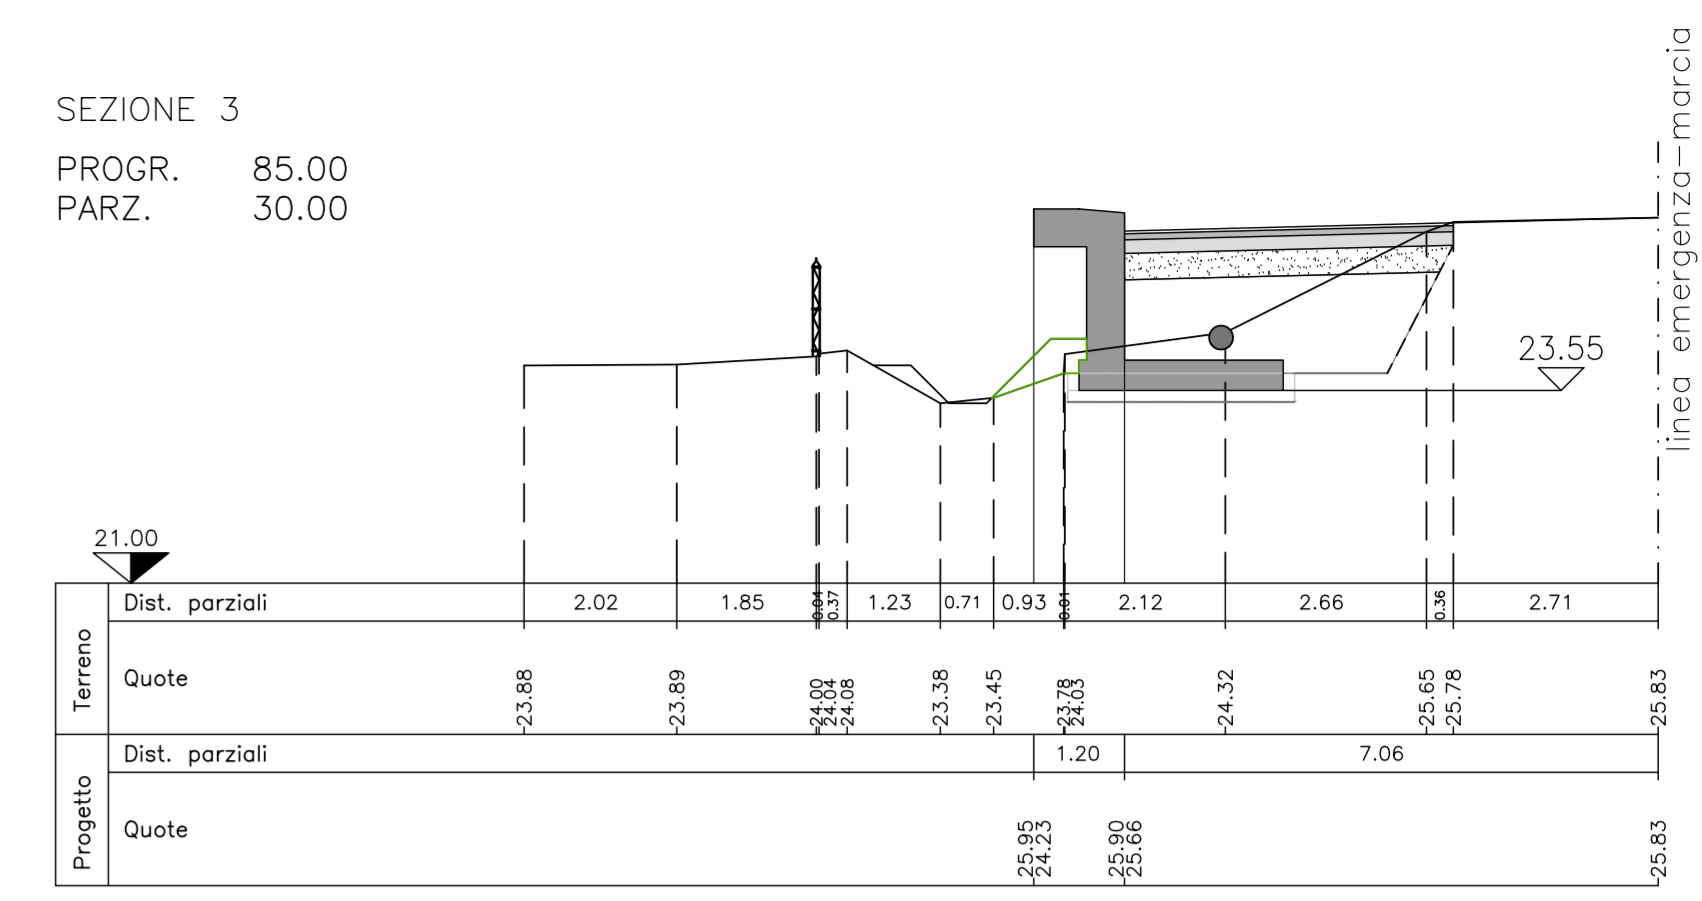 linea emergenza-marcia
SEZIONE 3
PROGR. 85.00
PARZ. 30.00
23.55
21.00
Terreno
Dist. parziali 2.02 1.85 0.04 0.37 1.23 0.71 0.93 0.01 2.12 2.66 0.36 2.71
Quote 23.88 23.89 24.00 24.04 24.08 23.38 23.45 23.78 24.03 24.32 25.65 25.78 25.83
Progetto
Dist. parziali 1.20 7.06
Quote 25.95 24.23 25.90 25.66 25.83